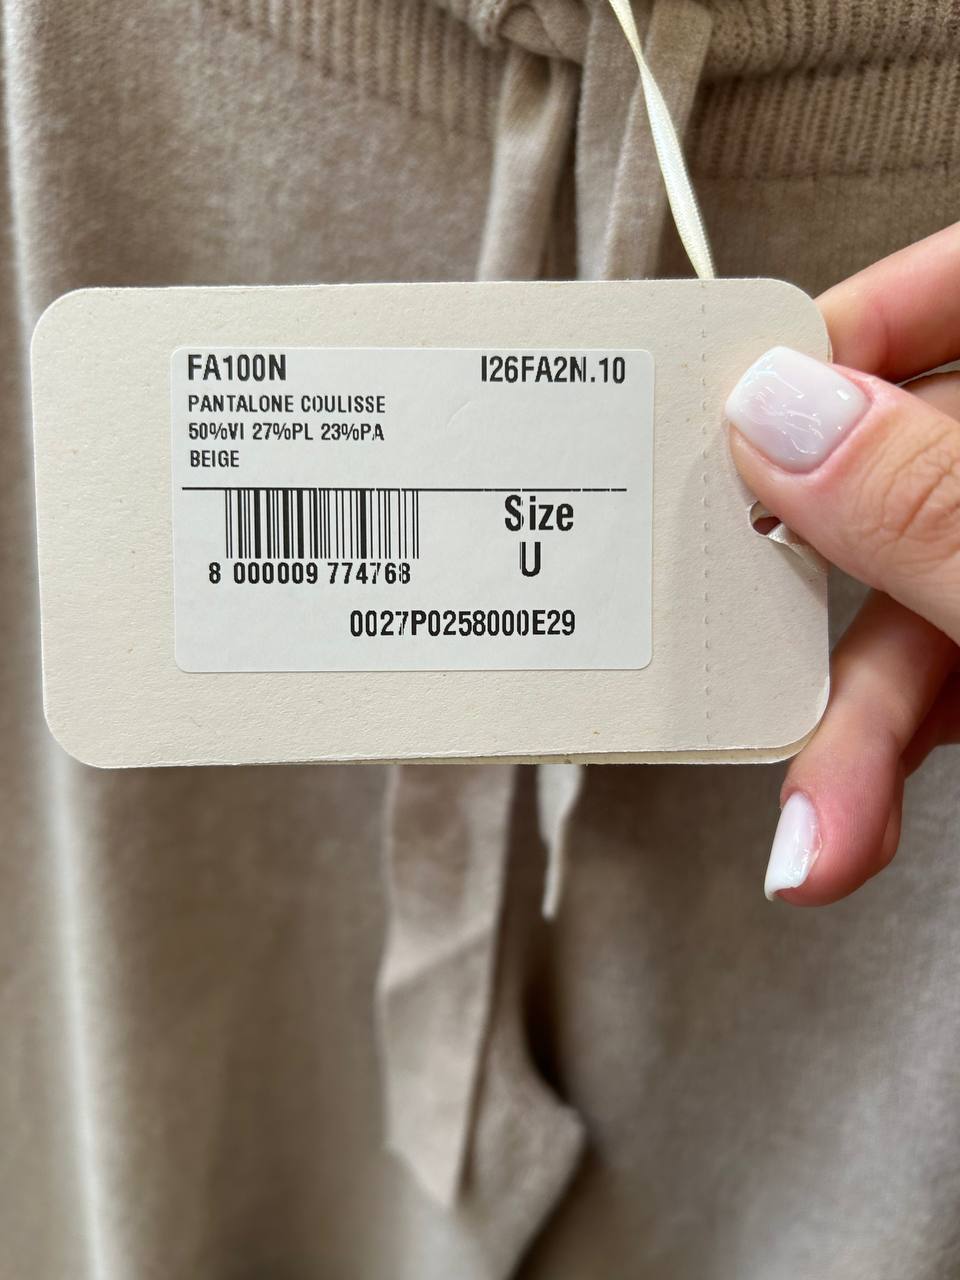 FA100N I26FA2N.10
PANTALONE COULISSE
50%VI 27%PL 23%PA
BEIGE
Size
U
8 000009 774768
0027P0258000E29